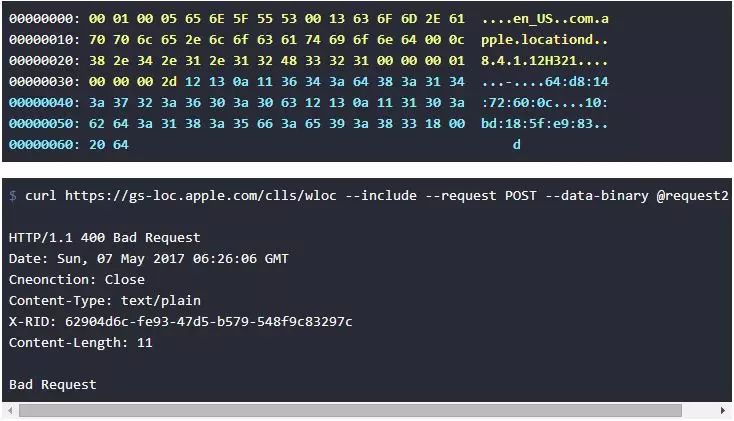 00000000: 00 01 00 05 65 6E 5F 55 53 00 13 63 6F 6D 2E 61 ....en_US..com.a
00000010: 70 70 6c 65 2e 6c 6f 63 61 74 69 6f 6e 64 00 0c pple.locationd..
00000020: 38 2e 34 2e 31 2e 31 32 48 33 32 31 00 00 00 01 8.4.1.12H321....
00000030: 00 00 00 2d 12 13 0a 11 36 34 3a 64 38 3a 31 34 ...-....64:d8:14
00000040: 3a 37 32 3a 36 30 3a 30 63 12 13 0a 11 31 30 3a :72:60:0c....10:
00000050: 62 64 3a 31 38 3a 35 66 3a 65 39 3a 38 33 18 00 bd:18:5f:e9:83..
00000060: 20 64 d
$ curl https://gs-loc.apple.com/clls/wloc --include --request POST --data-binary @request2
HTTP/1.1 400 Bad Request
Date: Sun, 07 May 2017 06:26:06 GMT
Cneonction: Close
Content-Type: text/plain
X-RID: 62904d6c-fe93-47d5-b579-548f9c83297c
Content-Length: 11
Bad Request